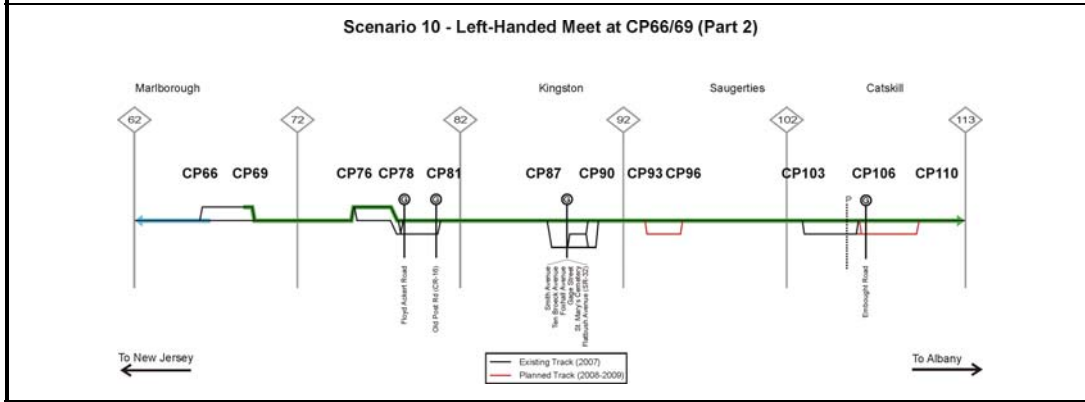 Scenario 10 - Left-Handed Meet at CP66/69 (Part 2)
Marlborough
Kingston
Saugerties
Catskill
62
72
82
92
102
113
CP66
CP69
CP76
CP78
CP81
CP87
CP90
CP93
CP96
CP103
CP106
CP110
Floyd Ackert Road
Old Post Rd (CR-16)
Smith Avenue
Ten Broeck Avenue
Foxhall Avenue
Gage Street
St. Mary's Cemetery
Flatbush Avenue (SR-32)
Embought Road
To New Jersey
To Albany
Existing Track (2007)
Planned Track (2008-2009)